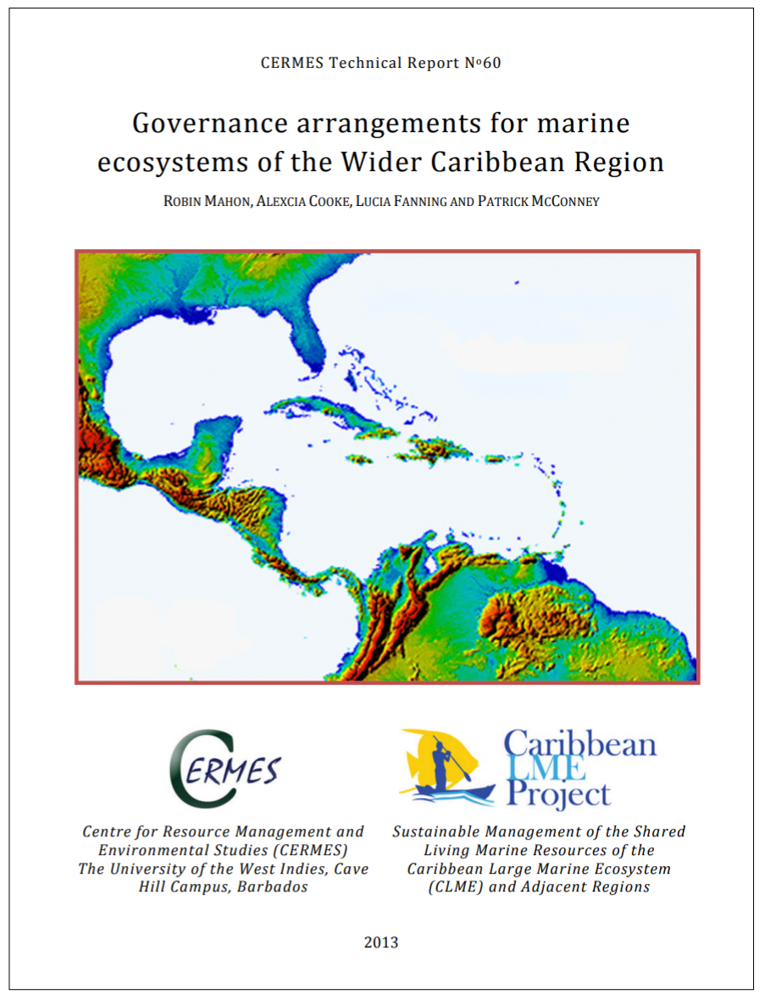 CERMES Technical Report Nº60
Governance arrangements for marine
ecosystems of the Wider Caribbean Region
ROBIN MAHON, ALEXCIA COOKE, LUCIA FANNING AND PATRICK MCCONNEY
CERMES
Caribbean
LME
Project
Centre for Resource Management and
Environmental Studies (CERMES)
The University of the West Indies, Cave
Hill Campus, Barbados
Sustainable Management of the Shared
Living Marine Resources of the
Caribbean Large Marine Ecosystem
(CLME) and Adjacent Regions
2013